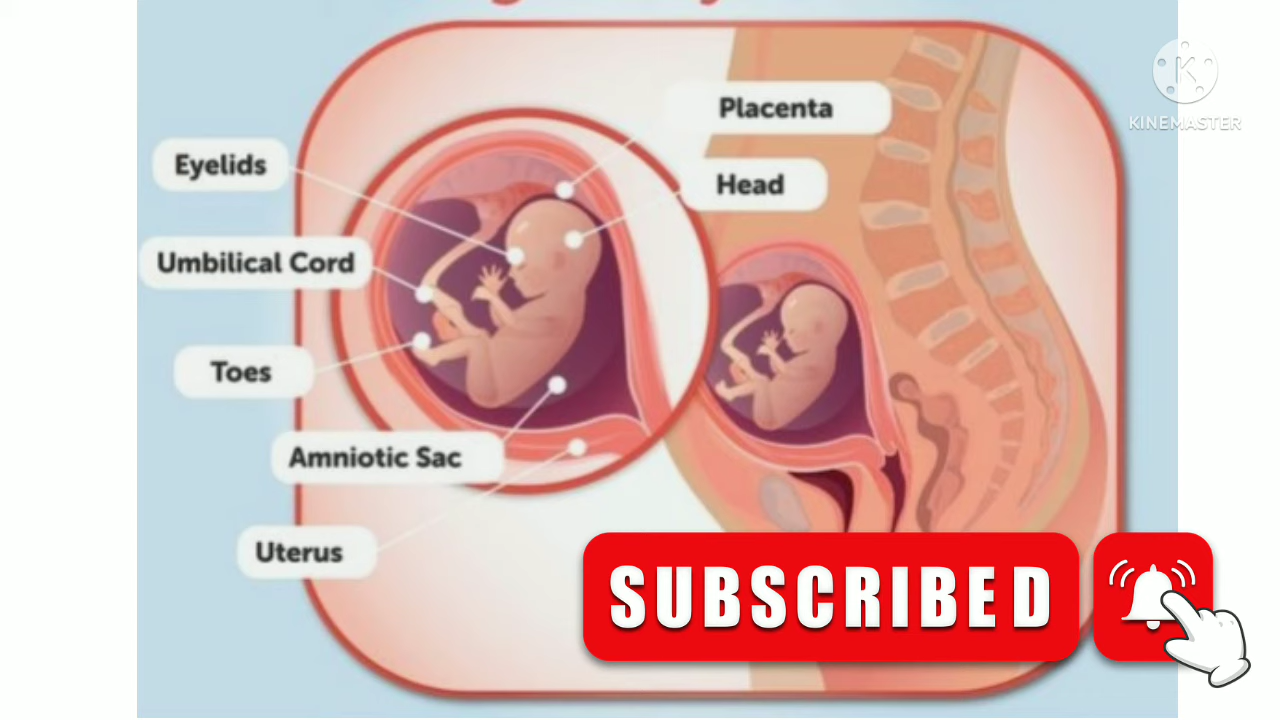 Placenta
KINEMASTER
Eyelids
Head
Umbilical Cord
Toes
Amniotic Sac
Uterus
SUBSCRIBED